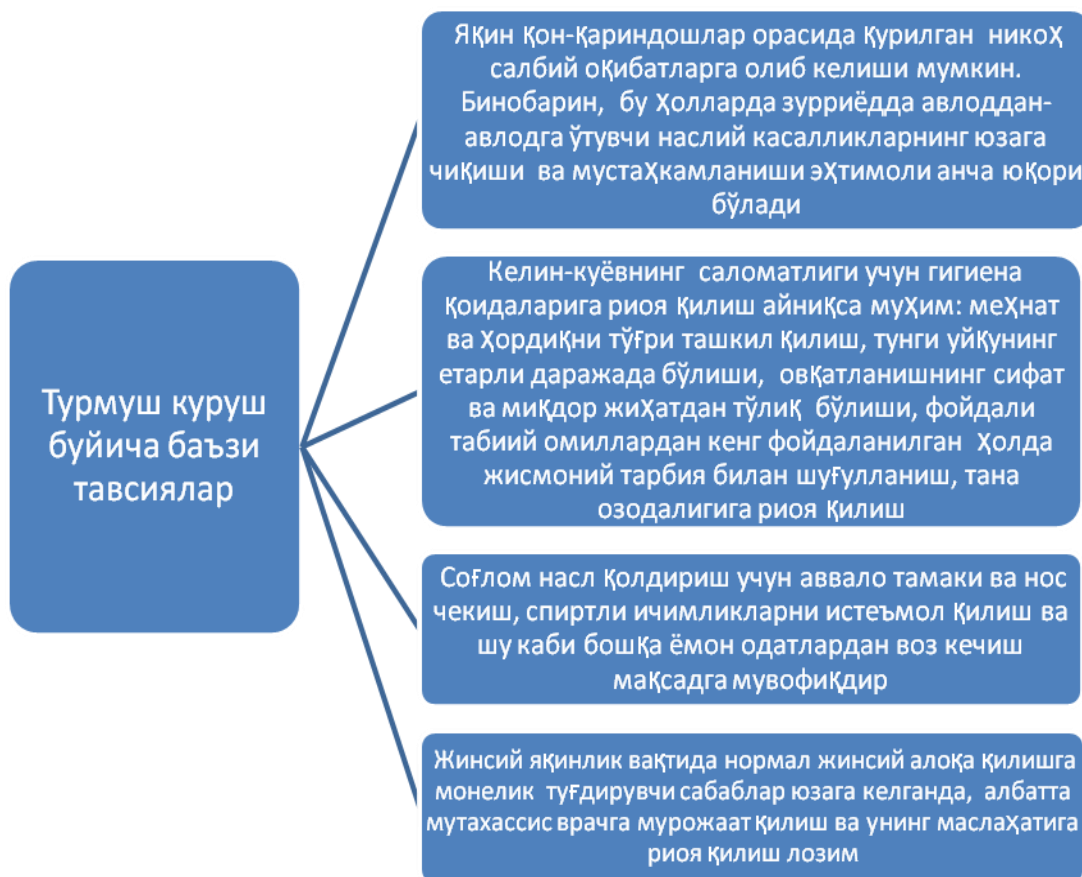 Турмуш куруш
буйича баъзи
тавсиялар
Яқин қон-қариндошлар орасида қурилган никоҳ
салбий оқибатларга олиб келиши мумкин.
Бинобарин, бу ҳолларда зурриёдда авлоддан-
авлодга ўтувчи наслий касалликларнинг юзага
чиқиши ва мустаҳкамланиши эҳтимоли анча юқори
бўлади
Келин-куёвнинг саломатлиги учун гигиена
қоидаларига риоя қилиш айниқса муҳим: меҳнат
ва ҳордиқни тўғри ташкил қилиш, тунги уйқунинг
етарли даражада бўлиши, овқатланишнинг сифат
ва миқдор жиҳатдан тўлиқ бўлиши, фойдали
табиий омиллардан кенг фойдаланилган ҳолда
жисмоний тарбия билан шуғулланиш, тана
озодалигига риоя қилиш
Соғлом насл қолдириш учун аввало тамаки ва нос
чекиш, спиртли ичимликларни истеъмол қилиш ва
шу каби бошқа ёмон одатлардан воз кечиш
мақсадга мувофиқдир
Жинсий яқинлик вақтида нормал жинсий алоқа қилишга
монелик туғдирувчи сабаблар юзага келганда, албатта
мутахассис врачга мурожаат қилиш ва унинг маслаҳатига
риоя қилиш лозим